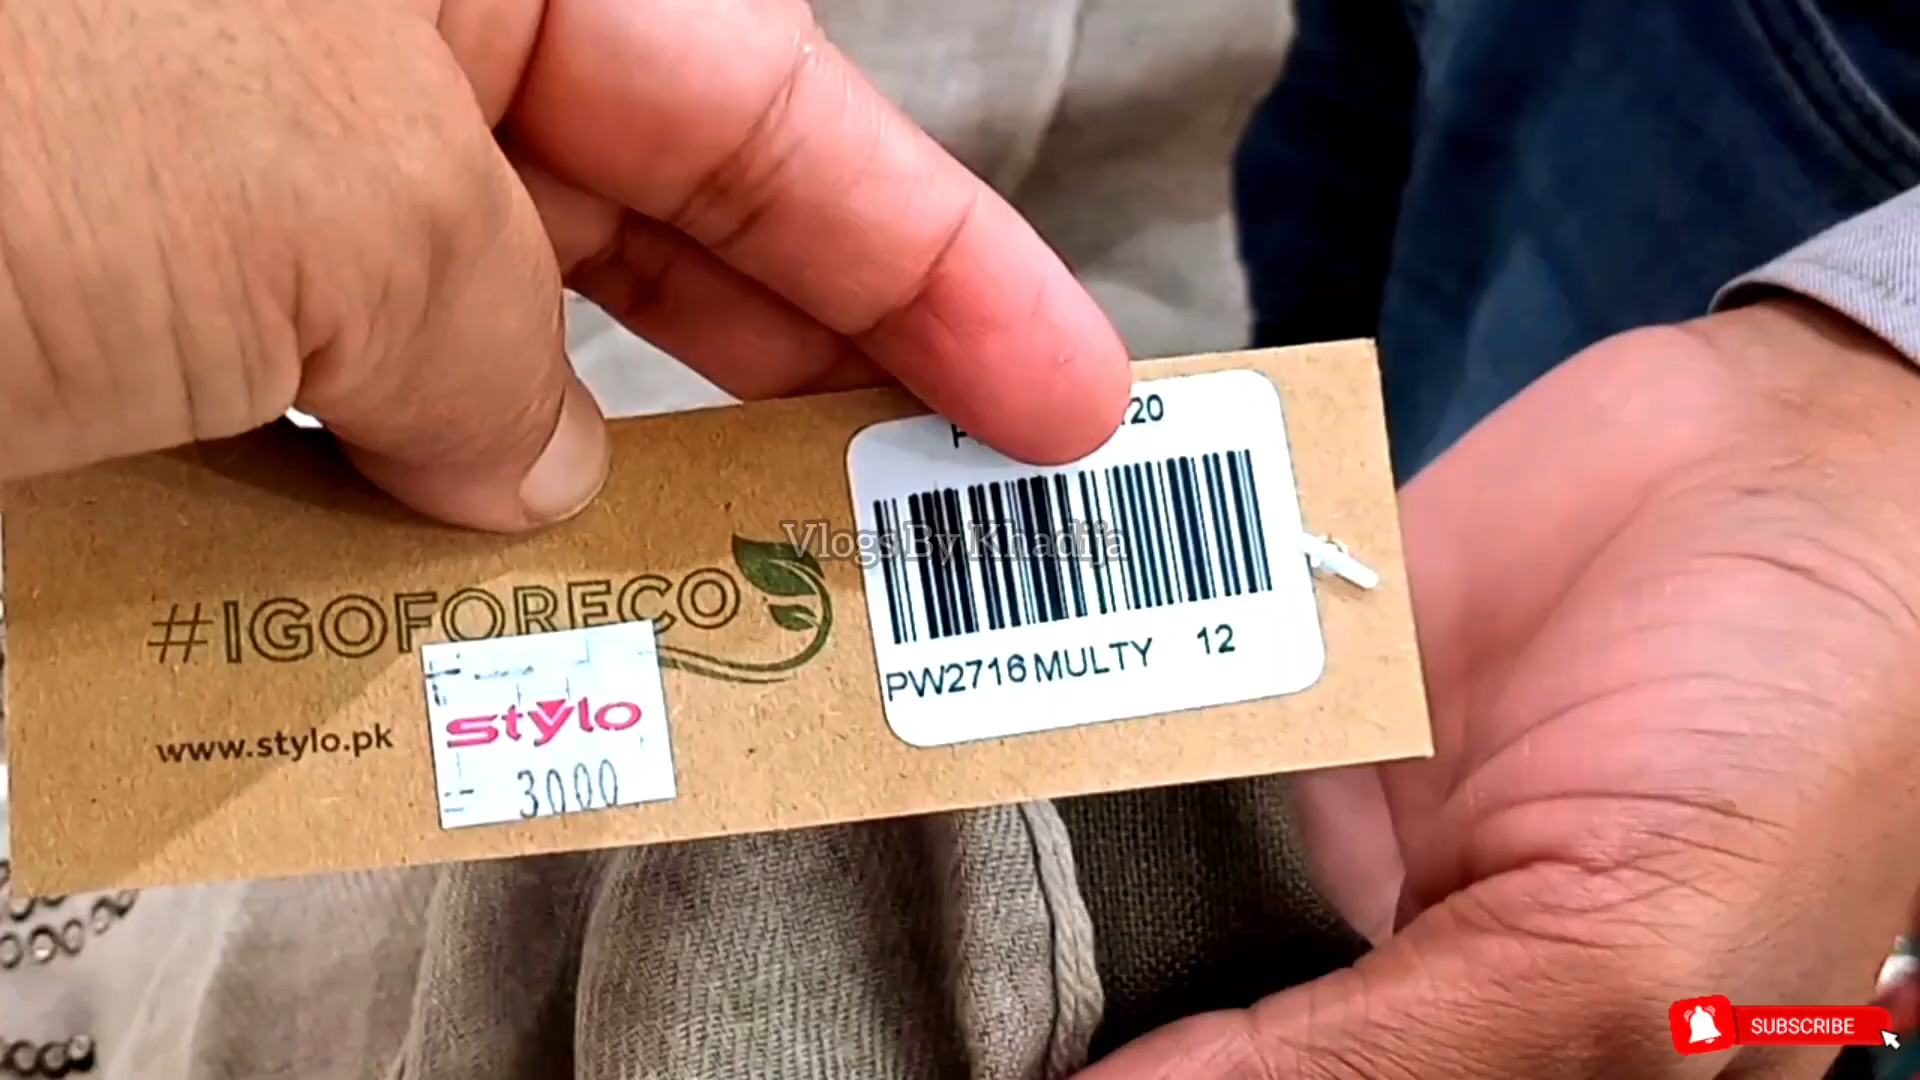 20
Vlogs By Khadija
#IGOFORECO
PW2716 MULTY 12
www.stylo.pk
stylo
3000
SUBSCRIBE